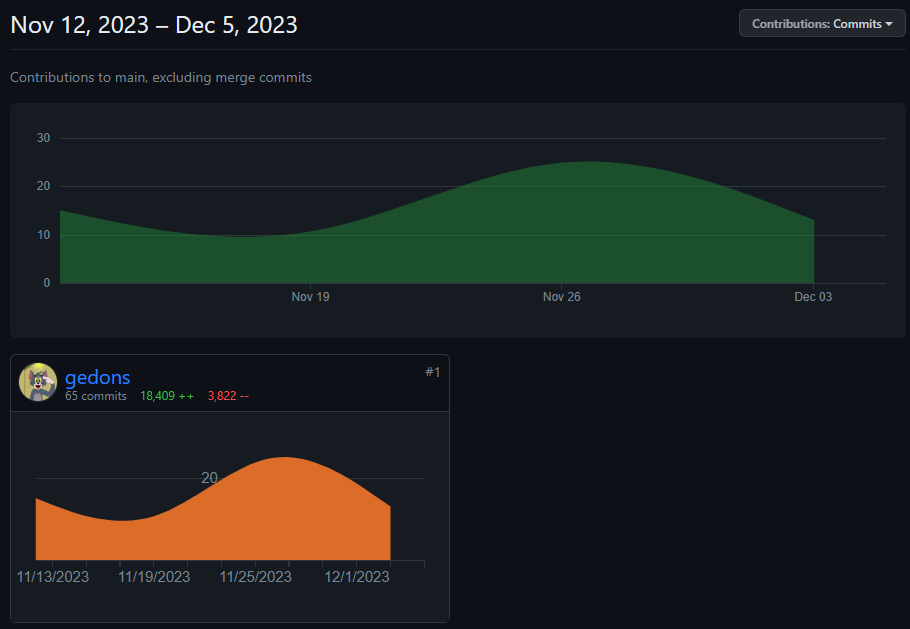 Nov 12, 2023 – Dec 5, 2023
Contributions: Commits
Contributions to main, excluding merge commits
30
20
10
0
Nov 19 Nov 26 Dec 03
gedons
#1
65 commits 18,409 ++ 3,822 --
20
11/13/2023 11/19/2023 11/25/2023 12/1/2023